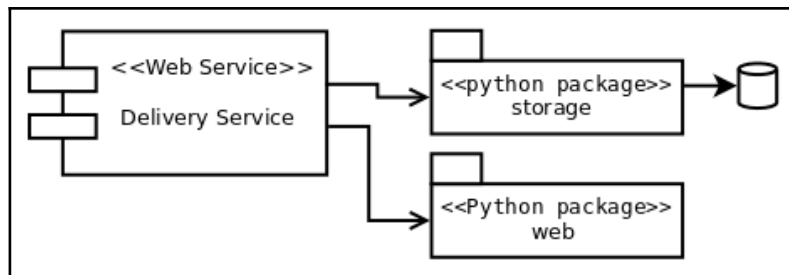 <<Web Service>>
Delivery Service
<<python package>>
storage
<<Python package>>
web